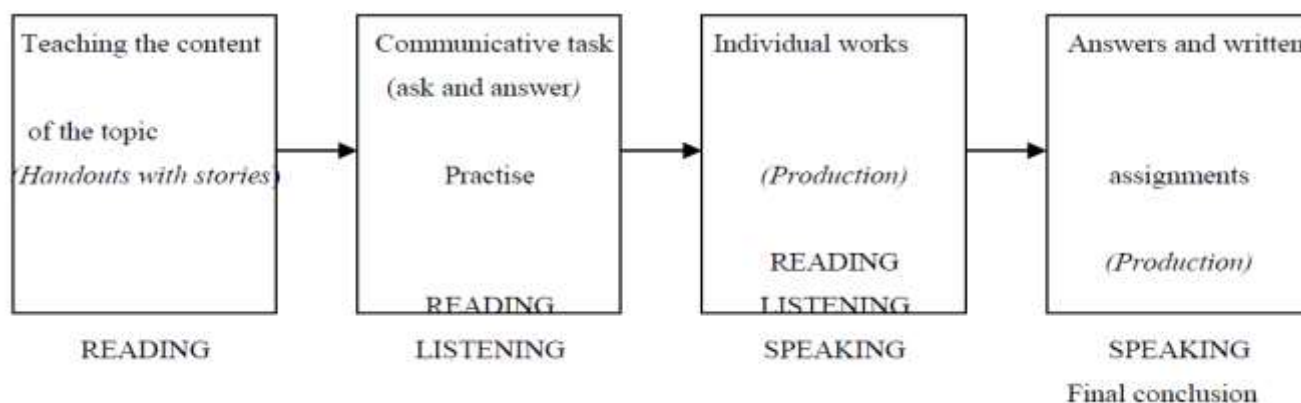 Teaching the content
of the topic
(Handouts with stories)
READING
Communicative task
(ask and answer)
Practise
READING
LISTENING
Individual works
(Production)
READING
LISTENING
SPEAKING
Answers and written
assignments
(Production)
SPEAKING
Final conclusion